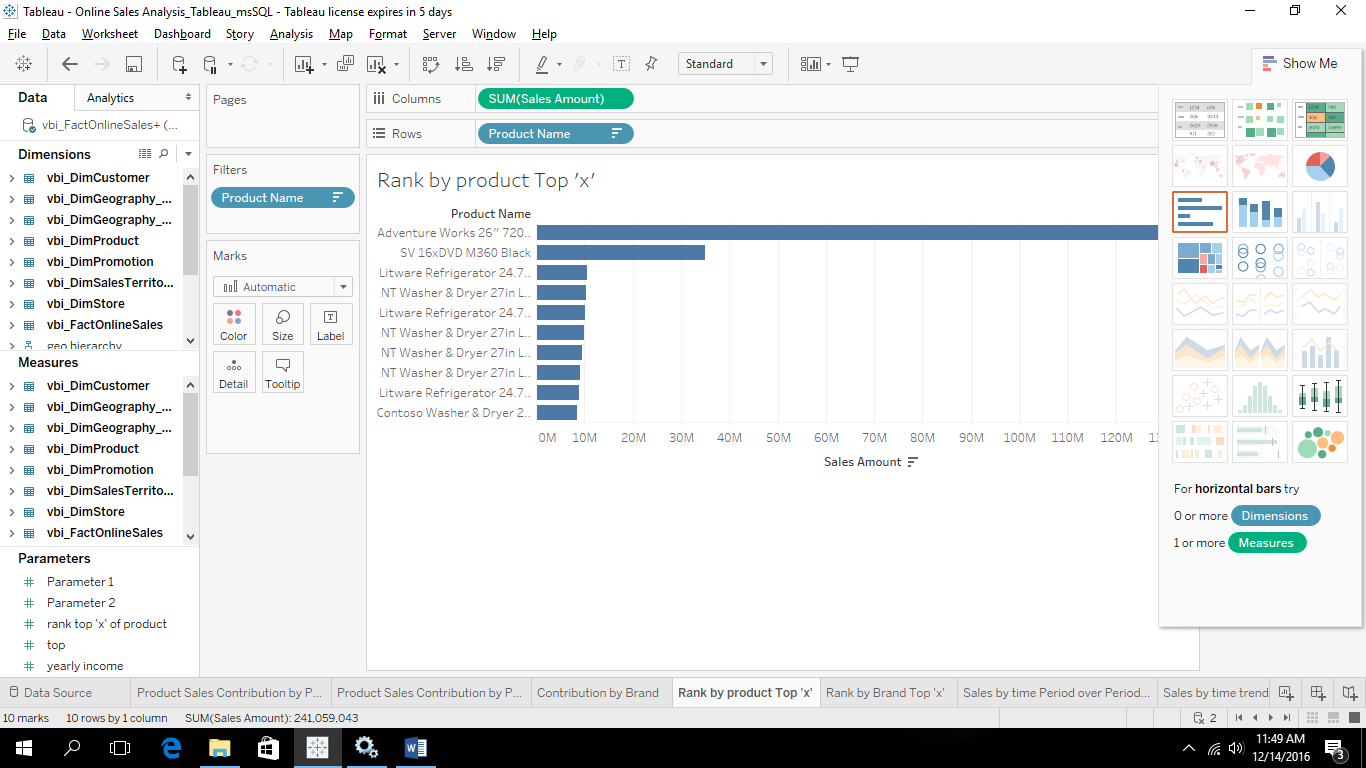 Tableau - Online Sales Analysis_Tableau_msSQL - Tableau license expires in 5 days
File Data Worksheet Dashboard Story Analysis Map Format Server Window Help
Standard
Show Me
Data Analytics
vbi_FactOnlineSales+ (...
Dimensions
vbi_DimCustomer
vbi_DimGeography_...
vbi_DimGeography_...
vbi_DimProduct
vbi_DimPromotion
vbi_DimSalesTerrito...
vbi_DimStore
vbi_FactOnlineSales
geo hierarchy
Measures
vbi_DimCustomer
vbi_DimGeography_...
vbi_DimGeography_...
vbi_DimProduct
vbi_DimPromotion
vbi_DimSalesTerrito...
vbi_DimStore
vbi_FactOnlineSales
Parameters
Parameter 1
Parameter 2
rank top 'x' of product
top
yearly income
Pages
Filters
Product Name
Marks
Automatic
Color Size Label
Detail Tooltip
Columns SUM(Sales Amount)
Rows Product Name
Rank by product Top 'x'
Product Name
Adventure Works 26" 720..
SV 16xDVD M360 Black
Litware Refrigerator 24.7..
NT Washer & Dryer 27in L..
Litware Refrigerator 24.7..
NT Washer & Dryer 27in L..
NT Washer & Dryer 27in L..
NT Washer & Dryer 27in L..
Litware Refrigerator 24.7..
Contoso Washer & Dryer 2..
0M 10M 20M 30M 40M 50M 60M 70M 80M 90M 100M 110M 120M
Sales Amount
For horizontal bars try
0 or more Dimensions
1 or more Measures
Data Source Product Sales Contribution by P... Product Sales Contribution by P... Contribution by Brand Rank by product Top 'x' Rank by Brand Top 'x' Sales by time Period over Period... Sales by time trend
10 marks 10 rows by 1 column SUM(Sales Amount): 241,059,043
2
11:49 AM
12/14/2016
3